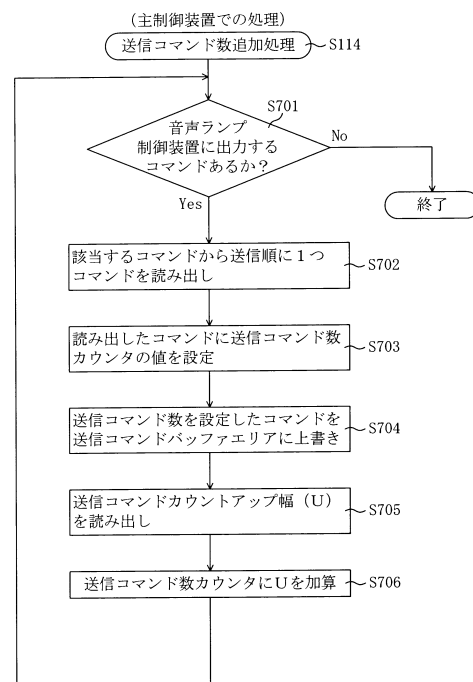 (主制御装置での処理)
送信コマンド数追加処理
S114
S701
音声ランプ
制御装置に出力する
コマンドあるか?
No
終了
Yes
該当するコマンドから送信順に1つ
コマンドを読み出し
S702
読み出したコマンドに送信コマンド数
カウンタの値を設定
S703
送信コマンド数を設定したコマンドを
送信コマンドバッファエリアに上書き
S704
送信コマンドカウントアップ幅(U)
を読み出し
S705
送信コマンド数カウンタにUを加算
S706